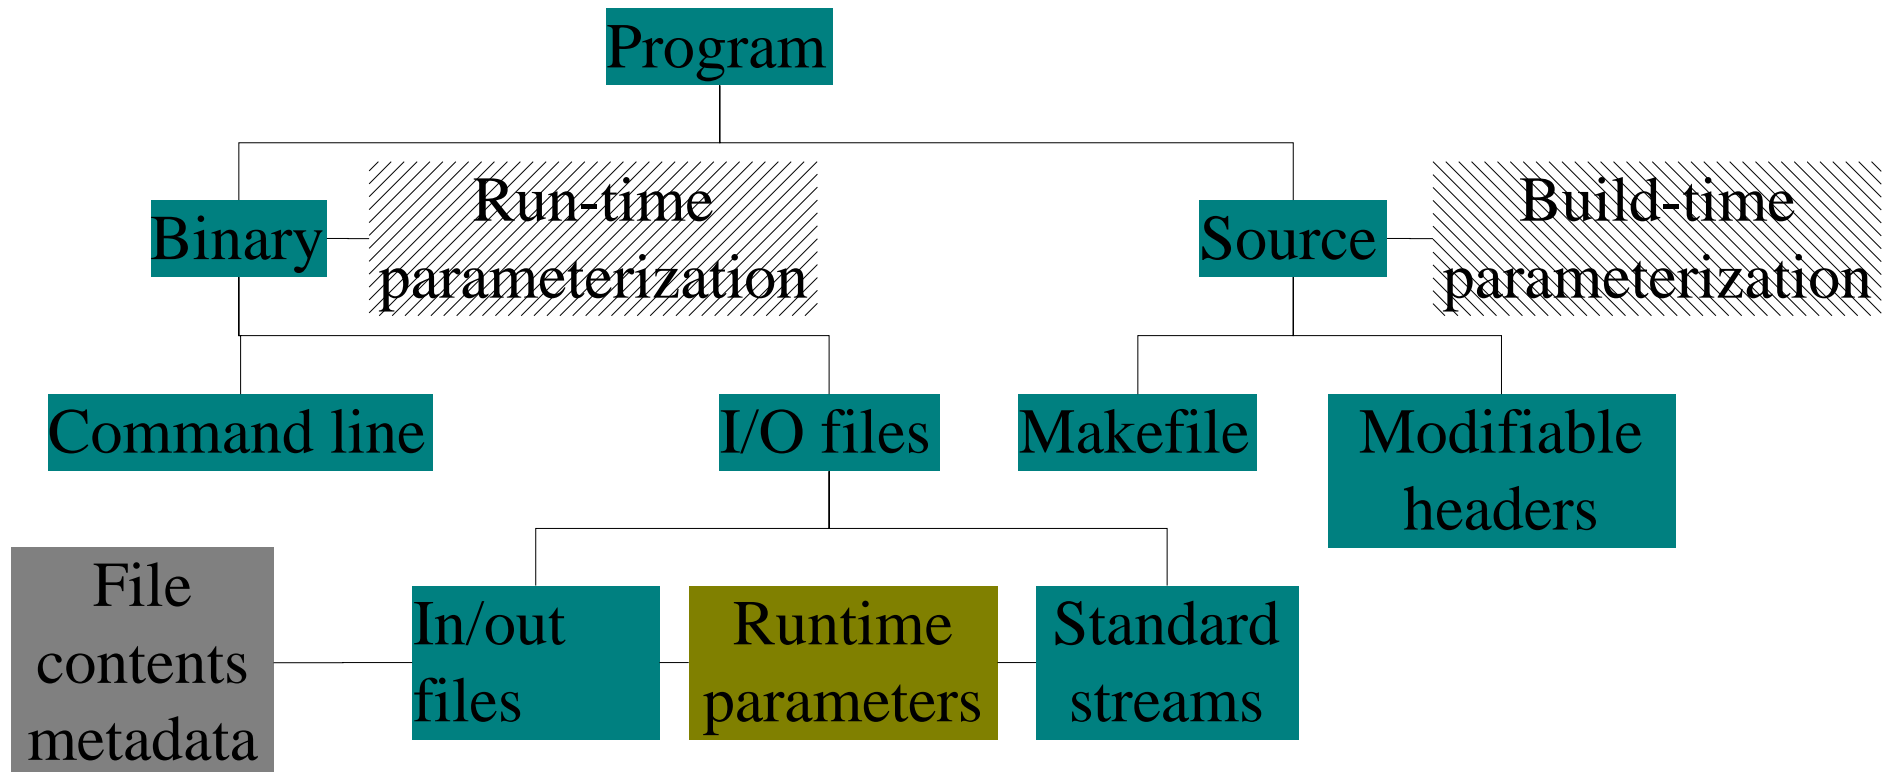 Program
Run-time
parameterization
Binary
Build-time
parameterization
Source
Command line
I/O files
Makefile
Modifiable
headers
File
contents
metadata
In/out
files
Runtime
parameters
Standard
streams